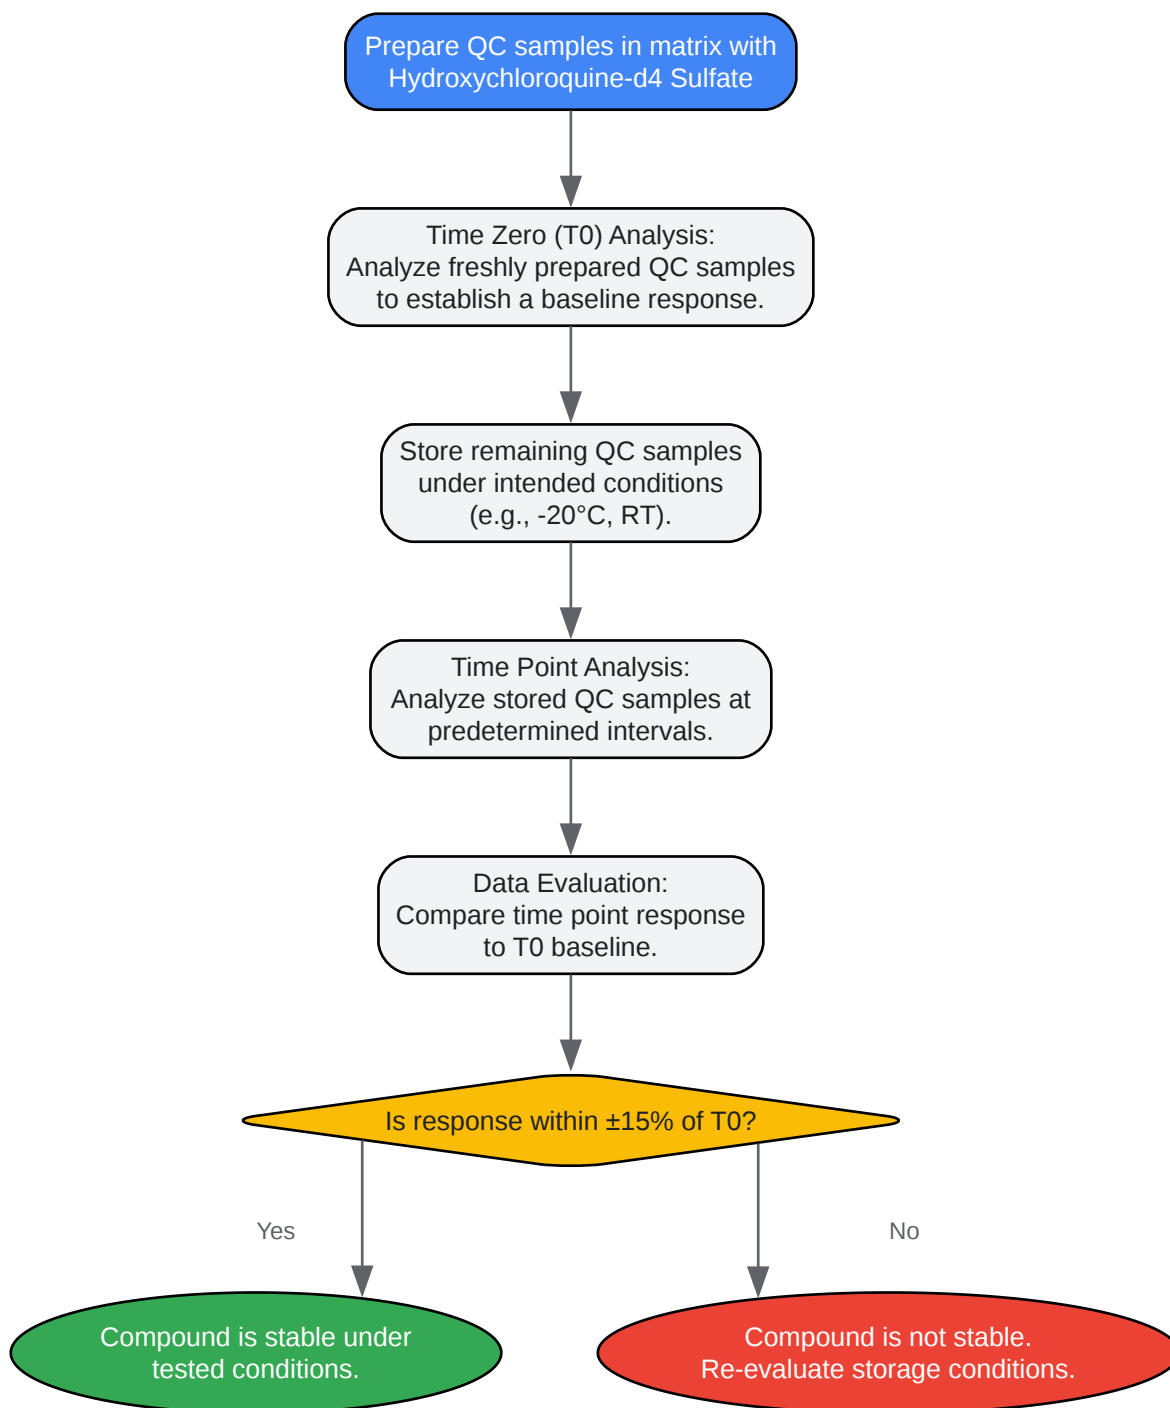 Prepare QC samples in matrix with
Hydroxychloroquine-d4 Sulfate
Time Zero (T0) Analysis:
Analyze freshly prepared QC samples
to establish a baseline response.
Store remaining QC samples
under intended conditions
(e.g., -20°C, RT).
Time Point Analysis:
Analyze stored QC samples at
predetermined intervals.
Data Evaluation:
Compare time point response
to T0 baseline.
Is response within ±15% of T0?
Yes
No
Compound is stable under
tested conditions.
Compound is not stable.
Re-evaluate storage conditions.